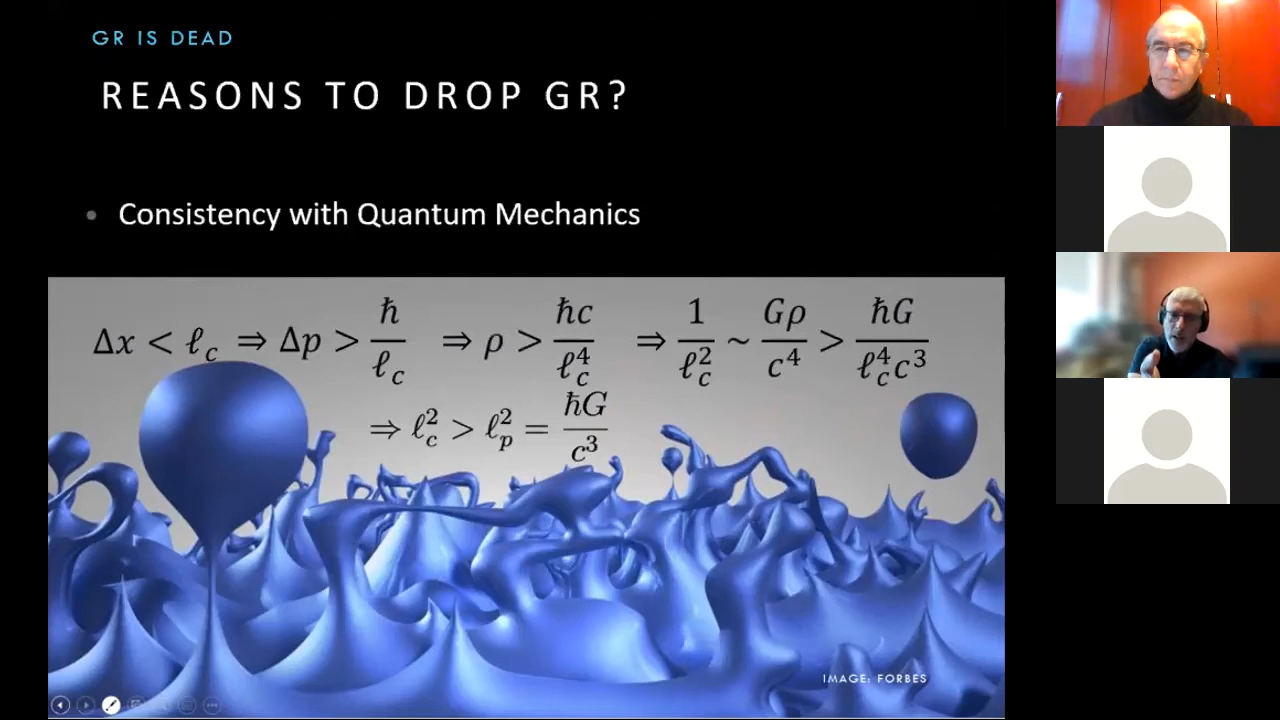 GR IS DEAD
REASONS TO DROP GR?
• Consistency with Quantum Mechanics
Δx < ℓ_c ⇒ Δp > ħ/ℓ_c ⇒ ρ > ħc/ℓ_c^4 ⇒ 1/ℓ_c^2 ~ Gρ/c^4 > ħG/ℓ_c^4c^3
⇒ ℓ_c^2 > ℓ_p^2 = ħG/c^3
IMAGE: FORBES